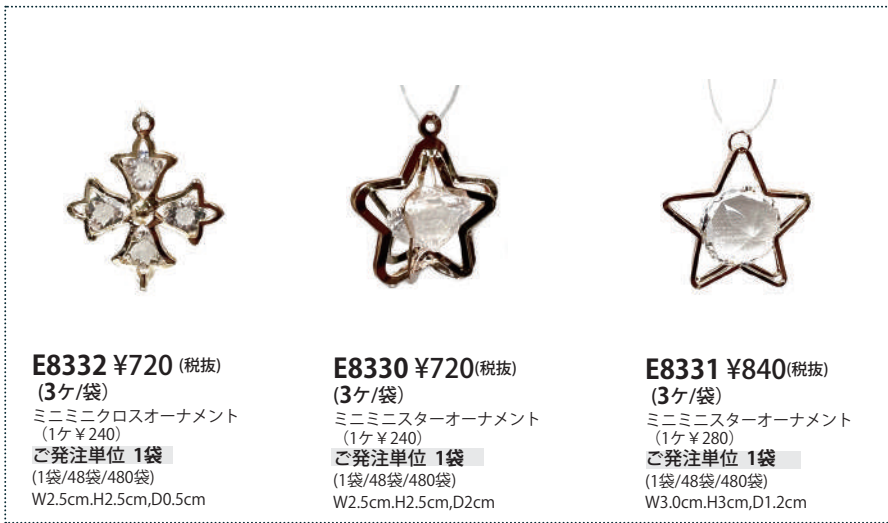 E8332 ¥720 (税抜)
(3ケ/袋)
ミニミニクロスオーナメント
（1ケ￥240）
ご発注単位 1袋
(1袋/48袋/480袋)
W2.5cm.H2.5cm,D0.5cm
E8330 ¥720(税抜)
(3ケ/袋)
ミニミニスターオーナメント
（1ケ￥240）
ご発注単位 1袋
(1袋/48袋/480袋)
W2.5cm.H2.5cm,D2cm
E8331 ¥840(税抜)
(3ケ/袋)
ミニミニスターオーナメント
（1ケ￥280）
ご発注単位 1袋
(1袋/48袋/480袋)
W3.0cm.H3cm,D1.2cm